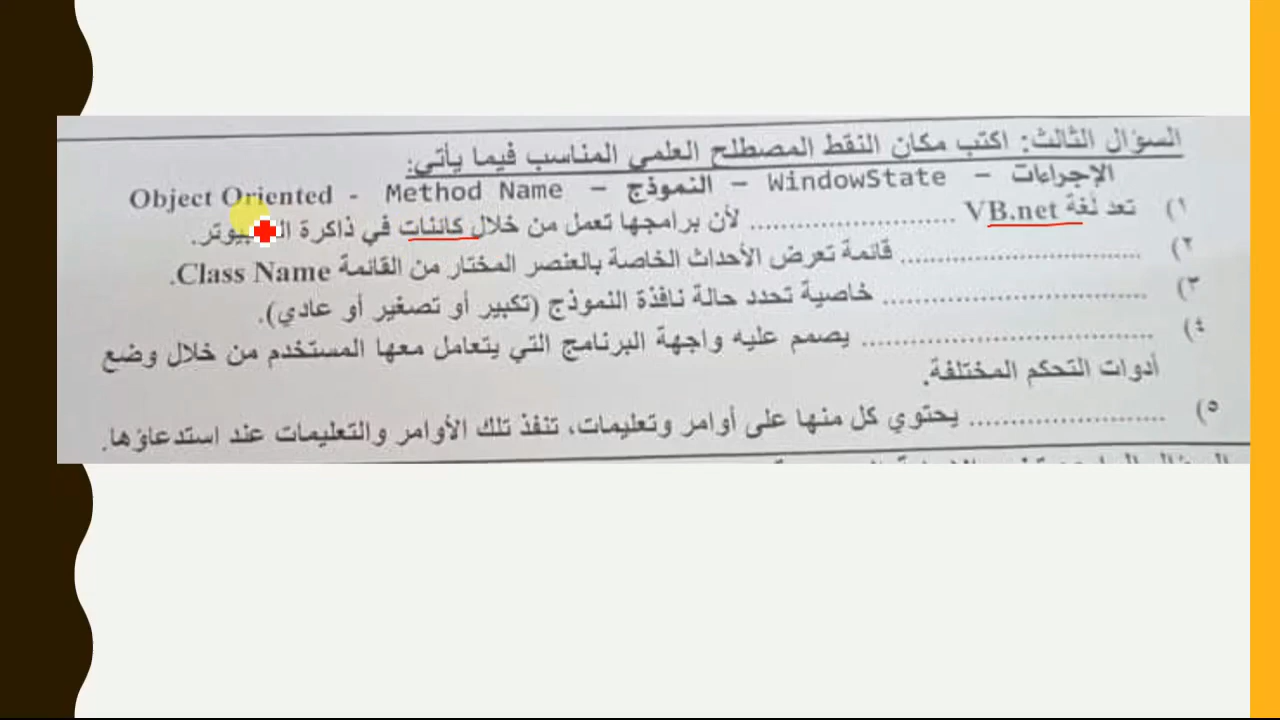 السؤال الثالث: اكتب مكان النقط المصطلح العلمي المناسب فيما يأتي:
الإجراءات – WindowState – النموذج – Method Name - Object Oriented
١) تعد لغة VB.net .............................. لأن برامجها تعمل من خلال كائنات في ذاكرة
٢) .............................. قائمة تعرض الأحداث الخاصة بالعنصر المختار من القائمة Class Name.
٣) .............................. خاصية تحدد حالة نافذة النموذج (تكبير أو تصغير أو عادي).
٤) .............................. يصمم عليه واجهة البرنامج التي يتعامل معها المستخدم من خلال وضع
أدوات التحكم المختلفة.
٥) .............................. يحتوي كل منها على أوامر وتعليمات، تنفذ تلك الأوامر والتعليمات عند استدعاؤها.